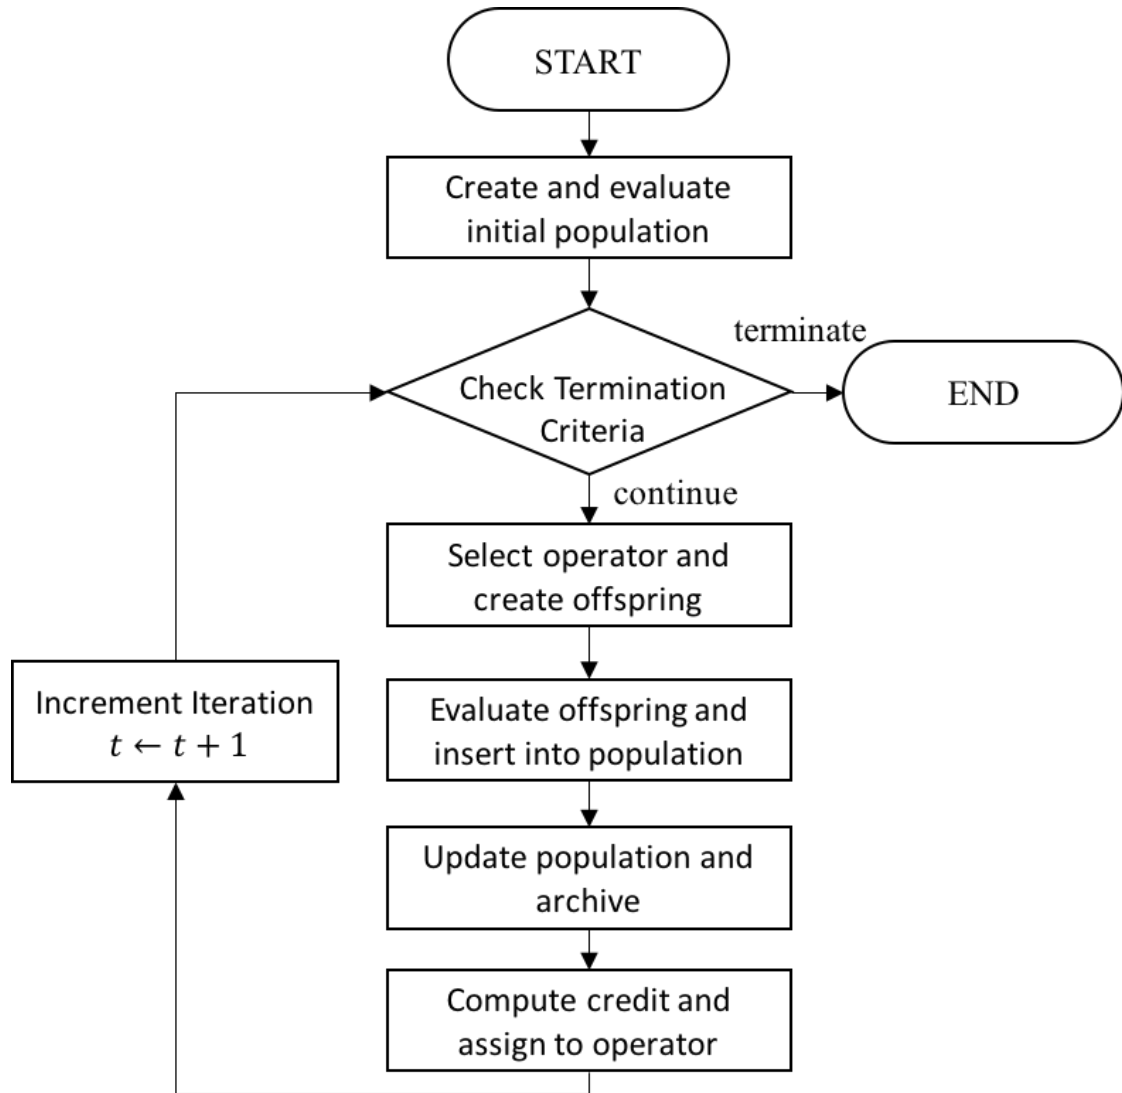 START
Create and evaluate
initial population
terminate
Check Termination
Criteria
END
continue
Select operator and
create offspring
Increment Iteration
t ← t + 1
Evaluate offspring and
insert into population
Update population and
archive
Compute credit and
assign to operator